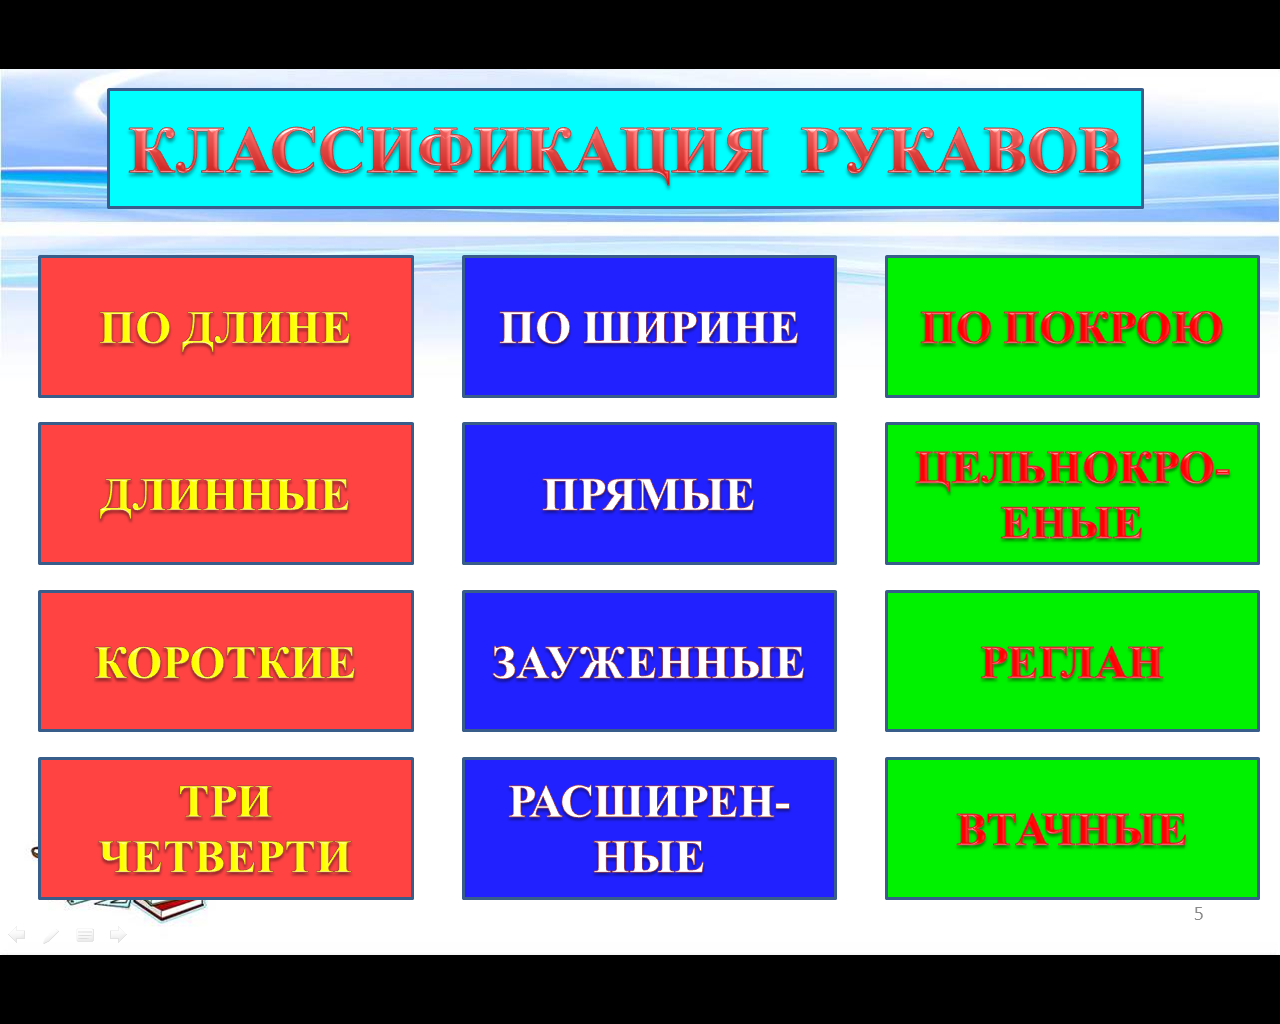 КЛАССИФИКАЦИЯ РУКАВОВ
ПО ДЛИНЕ
ПО ШИРИНЕ
ПО ПОКРОЮ
ДЛИННЫЕ
ПРЯМЫЕ
ЦЕЛЬНОКРО-
ЕНЫЕ
КОРОТКИЕ
ЗАУЖЕННЫЕ
РЕГЛАН
ТРИ
ЧЕТВЕРТИ
РАСШИРЕН-
НЫЕ
ВТАЧНЫЕ
5